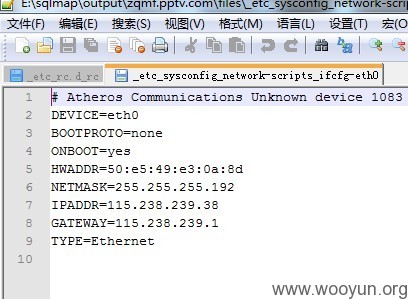 E:\sqlmap\output\zqmf.pptv.com\files\_etc_sysconfig_network-scri
文件(F) 编辑(E) 搜索(S) 视图(V) 格式(M) 语言(L) 设置(T) 宏(O)
_etc_rc.d_rc
_etc_sysconfig_network-scripts_ifcfg-eth0
1 # Atheros Communications Unknown device 1083
2 DEVICE=eth0
3 BOOTPROTO=none
4 ONBOOT=yes
5 HWADDR=50:e5:49:e3:0a:8d
6 NETMASK=255.255.255.192
7 IPADDR=115.238.239.38
8 GATEWAY=115.238.239.1
9 TYPE=Ethernet
10
www.wooyun.org